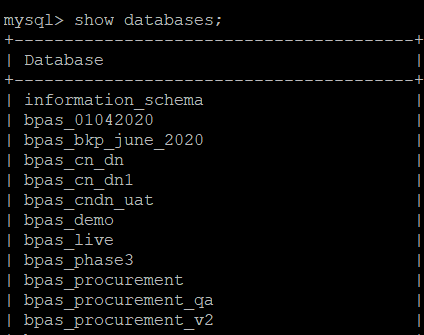 mysql> show databases;
+----------------------------------------+
| Database |
+----------------------------------------+
| information_schema |
| bpas_01042020 |
| bpas_bkp_june_2020 |
| bpas_cn_dn |
| bpas_cn_dn1 |
| bpas_cndn_uat |
| bpas_demo |
| bpas_live |
| bpas_phase3 |
| bpas_procurement |
| bpas_procurement_qa |
| bpas_procurement_v2 |